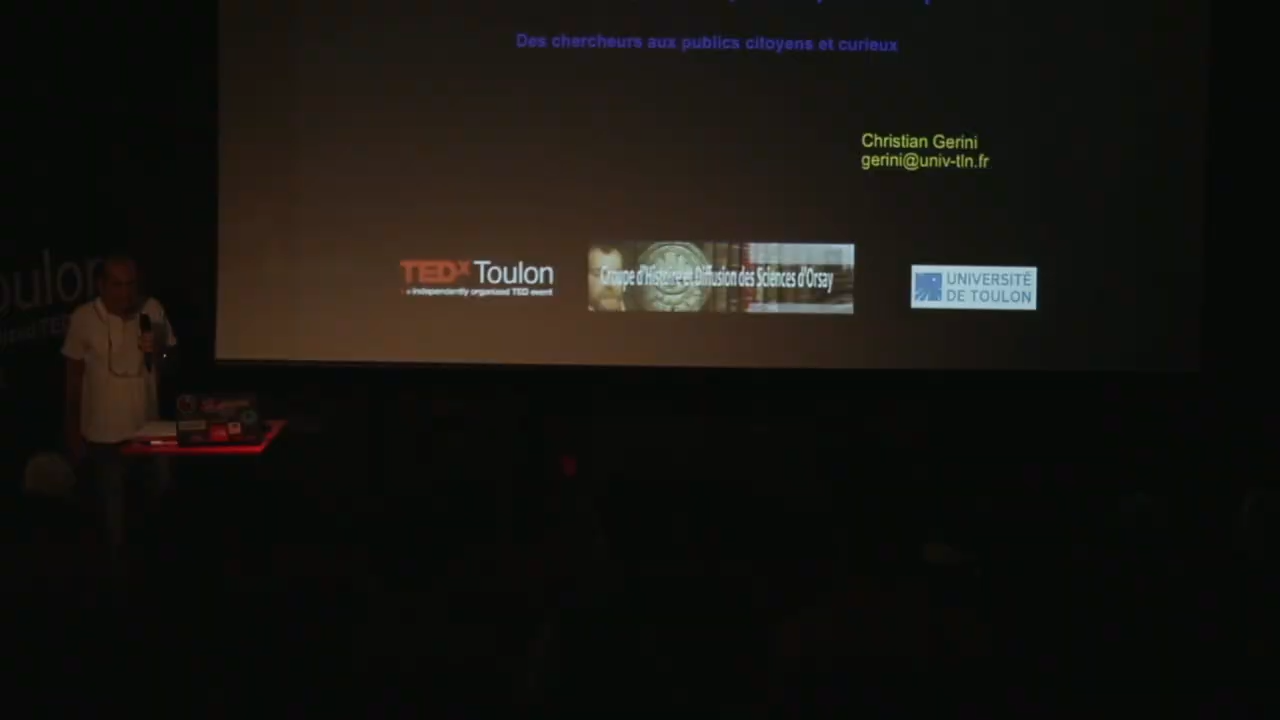 Des chercheurs aux publics citoyens et curieux
Christian Gerini
gerini@univ-tln.fr
TEDx Toulon
x independently organized TED event
Groupe d'Histoire et Diffusion des Sciences d'Orsay
UNIVERSITÉ
DE TOULON
oulon